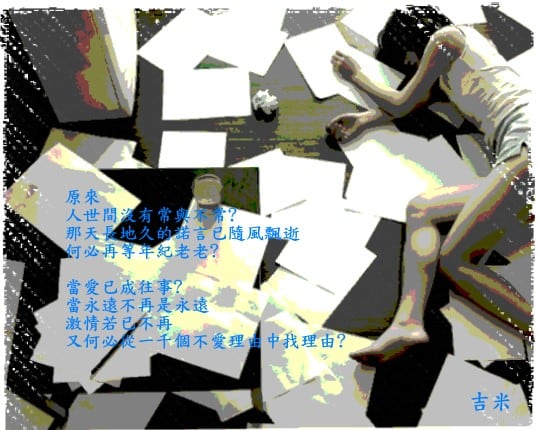 原來
人世間沒有常與不常?
那天長地久的諾言已隨風飄逝
何必再等年紀老老?
當愛已成往事?
當永遠不再是永遠
激情若已不再
又何必從一千個不愛理由中找理由?
吉米